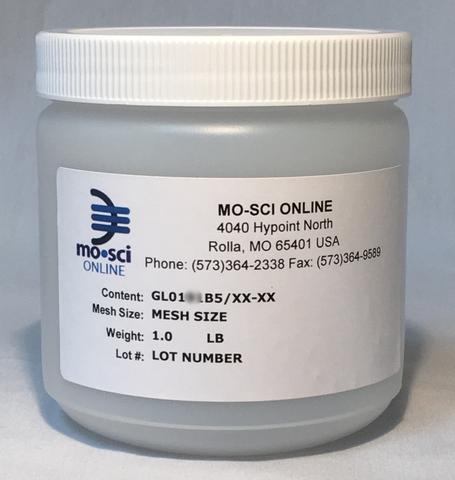 MO-SCI ONLINE
4040 Hypoint North
Rolla, MO 65401 USA
Phone: (573)364-2338 Fax: (573)364-9589
mo•sci
ONLINE
Content:
Mesh Size: MESH SIZE
Weight: 1.0 LB
Lot #: LOT NUMBER